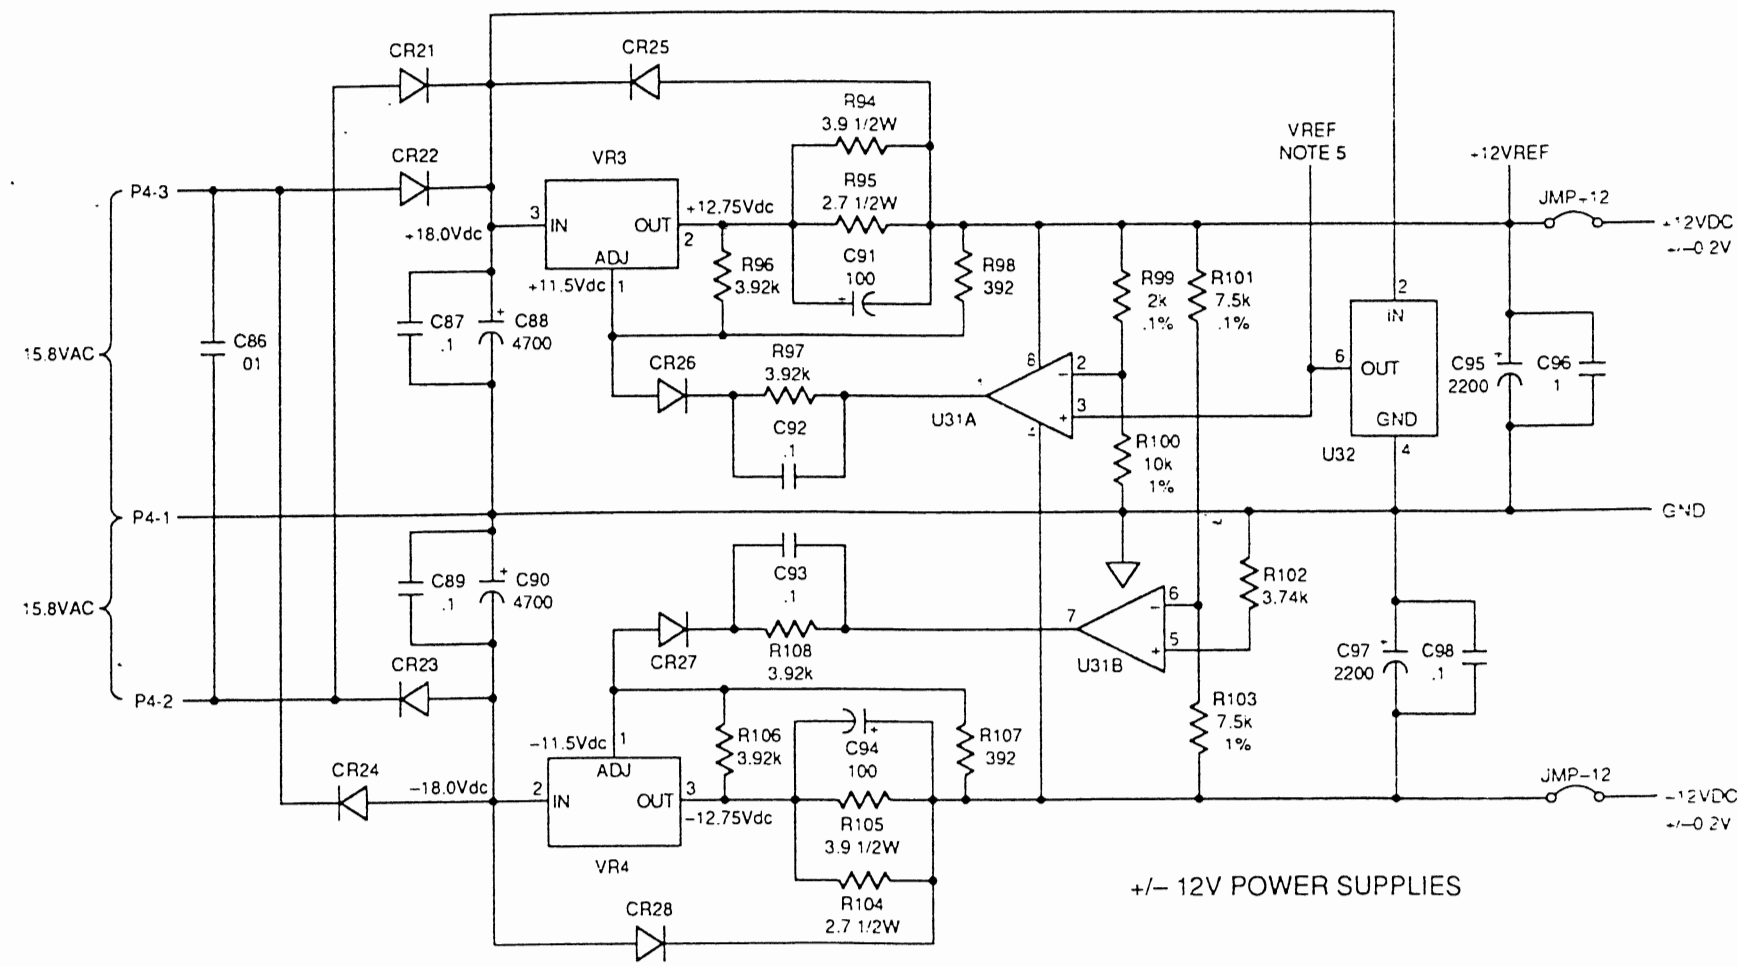 CR21
CR25
R94
3.9 1/2W
VREF
NOTE 5
+12VREF
CR22
VR3
R95
2.7 1/2W
JMP+12
P4-3
3
IN
OUT
2
ADJ
1
+12.75Vdc
+18.0Vdc
+11.5Vdc
+12VDC
+/-0.2V
C91
100
R96
3.92k
R98
392
R99
2k
.1%
R101
7.5k
.1%
2
IN
6
OUT
GND
4
U32
15.8VAC
C86
01
C87
.1
C88
4700
CR26
R97
3.92k
C92
.1
1
8
2
3
4
U31A
R100
10k
1%
C95
2200
C96
1
P4-1
GND
15.8VAC
C89
.1
C90
4700
C93
.1
R108
3.92k
CR27
7
6
5
U31B
R102
3.74k
C97
2200
C98
.1
CR23
P4-2
R103
7.5k
1%
-11.5Vdc
1
ADJ
2
IN
OUT
3
-18.0Vdc
-12.75Vdc
VR4
CR24
R106
3.92k
C94
100
R107
392
R105
3.9 1/2W
R104
2.7 1/2W
CR28
JMP-12
-12VDC
+/-0.2V
+/- 12V POWER SUPPLIES